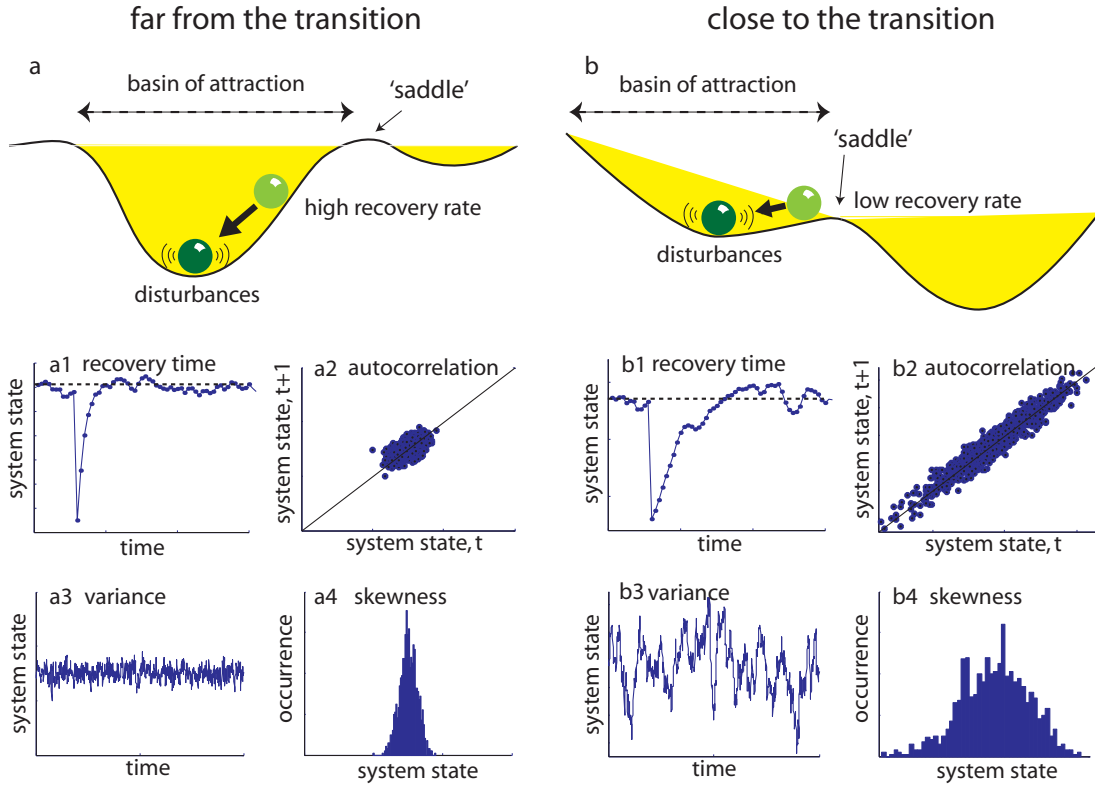 far from the transition
close to the transition
a
basin of attraction
'saddle'
high recovery rate
disturbances
b
basin of attraction
'saddle'
low recovery rate
disturbances
a1 recovery time
system state
time
a2 autocorrelation
system state, t+1
system state, t
b1 recovery time
system state
time
b2 autocorrelation
system state, t+1
system state, t
a3 variance
system state
time
a4 skewness
occurrence
system state
b3 variance
system state
time
b4 skewness
occurrence
system state